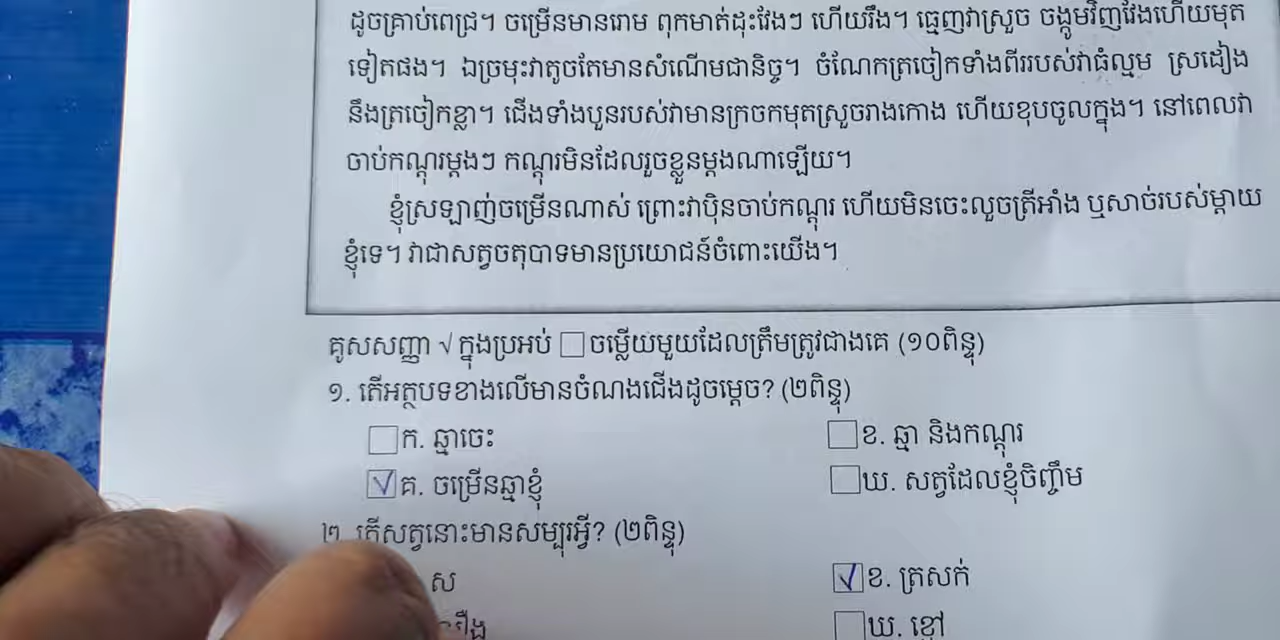 ដូចគ្រាប់ពេជ្រ។ ចម្រើនមានរោម ពុកមាត់ដុះវែងៗ ហើយរឹង។ ធ្មេញវាស្រួច ចង្កូមវិញវែងហើយមុត
ទៀតផង។ ឯច្រមុះវាតូចតែមានសំណើមជានិច្ច។ ចំណែកត្រចៀកទាំងពីររបស់វាធំល្មម ស្រដៀង
នឹងត្រចៀកខ្លា។ ជើងទាំងបួនរបស់វាមានក្រចកមុតស្រួចរាងកោង ហើយខុបចូលក្នុង។ នៅពេលវា
ចាប់កណ្ដុរម្ដងៗ កណ្ដុរមិនដែលរួចខ្លួនម្ដងណាឡើយ។
ខ្ញុំស្រឡាញ់ចម្រើនណាស់ ព្រោះវាប៉ិនចាប់កណ្ដុរ ហើយមិនចេះលួចត្រីអាំង ឬសាច់របស់ម្ដាយ
ខ្ញុំទេ។ វាជាសត្វចតុបាទមានប្រយោជន៍ចំពោះយើង។
គូសសញ្ញា √ ក្នុងប្រអប់ □ ចម្លើយមួយដែលត្រឹមត្រូវជាងគេ (១០ពិន្ទុ)
១. តើអត្ថបទខាងលើមានចំណងជើងដូចម្ដេច? (២ពិន្ទុ)
ក. ឆ្មាចេះ ខ. ឆ្មា និងកណ្ដុរ
√ គ. ចម្រើនឆ្មាខ្ញុំ ឃ. សត្វដែលខ្ញុំចិញ្ចឹម
២. តើសត្វនោះមានសម្បុរអ្វី? (២ពិន្ទុ)
ស √ ខ. ត្រសក់
ឃ. ខ្មៅ